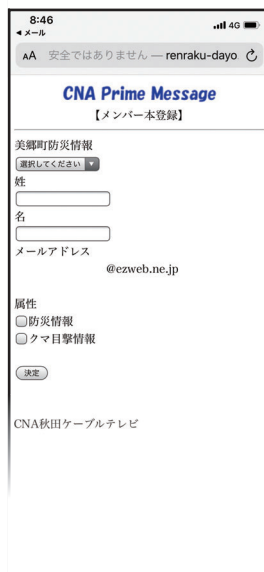 8:46
4G
◀ メール
AA 安全ではありません — renraku-dayo
CNA Prime Message
【メンバー本登録】
美郷町防災情報
選択してください
姓
名
メールアドレス
@ezweb.ne.jp
属性
防災情報
クマ目撃情報
決定
CNA秋田ケーブルテレビ